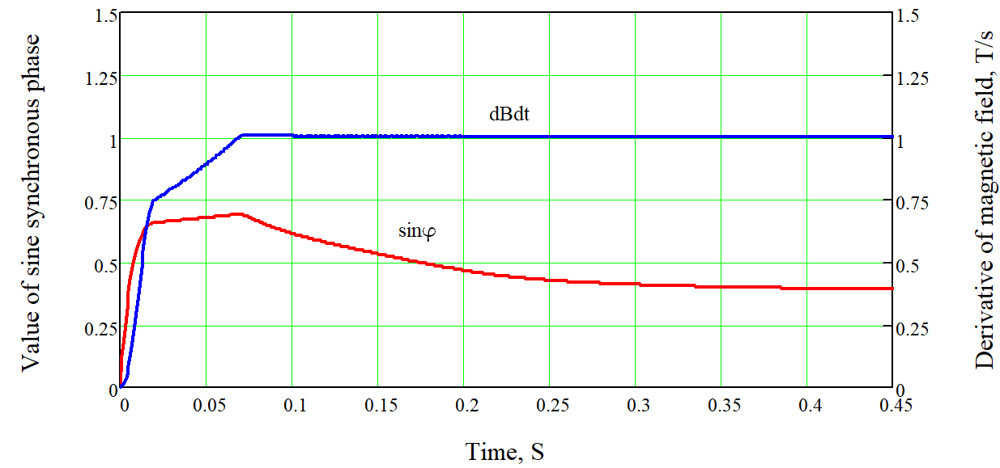 Value of sine synchronous phase
1.5
1.25
1
0.75
0.5
0.25
0
dBdt
sinφ
1.5
1.25
1
0.75
0.5
0.25
0
Derivative of magnetic field, T/s
0 0.05 0.1 0.15 0.2 0.25 0.3 0.35 0.4 0.45
Time, S